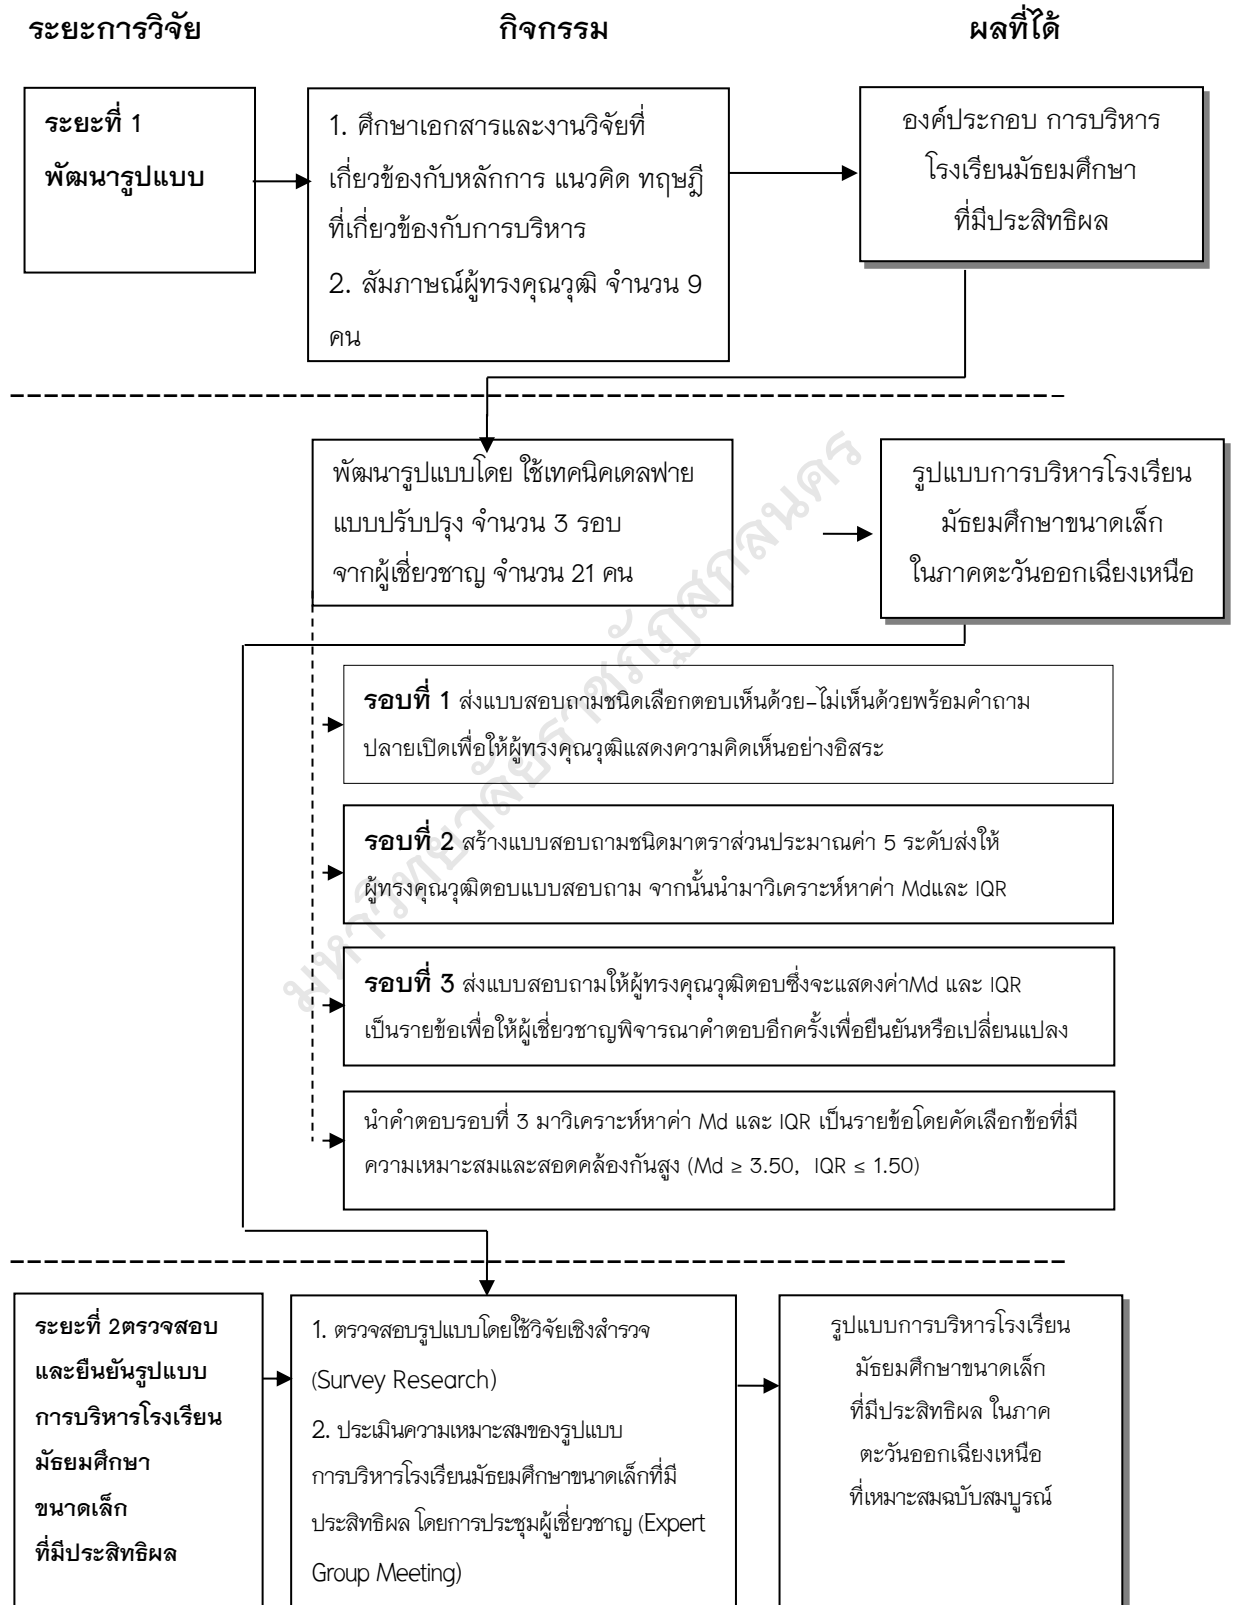 ระยะการวิจัย
กิจกรรม
ผลที่ได้
ระยะที่ 1
พัฒนารูปแบบ
1. ศึกษาเอกสารและงานวิจัยที่
เกี่ยวข้องกับหลักการ แนวคิด ทฤษฎี
ที่เกี่ยวข้องกับการบริหาร
2. สัมภาษณ์ผู้ทรงคุณวุฒิ จำนวน 9
คน
องค์ประกอบ การบริหาร
โรงเรียนมัธยมศึกษา
ที่มีประสิทธิผล
พัฒนารูปแบบโดย ใช้เทคนิคเดลฟาย
แบบปรับปรุง จำนวน 3 รอบ
จากผู้เชี่ยวชาญ จำนวน 21 คน
รูปแบบการบริหารโรงเรียน
มัธยมศึกษาขนาดเล็ก
ในภาคตะวันออกเฉียงเหนือ
รอบที่ 1 ส่งแบบสอบถามชนิดเลือกตอบเห็นด้วย-ไม่เห็นด้วยพร้อมคำถาม
ปลายเปิดเพื่อให้ผู้ทรงคุณวุฒิแสดงความคิดเห็นอย่างอิสระ
รอบที่ 2 สร้างแบบสอบถามชนิดมาตราส่วนประมาณค่า 5 ระดับส่งให้
ผู้ทรงคุณวุฒิตอบแบบสอบถาม จากนั้นนำมาวิเคราะห์หาค่า Mdและ IQR
รอบที่ 3 ส่งแบบสอบถามให้ผู้ทรงคุณวุฒิตอบซึ่งจะแสดงค่าMd และ IQR
เป็นรายข้อเพื่อให้ผู้เชี่ยวชาญพิจารณาคำตอบอีกครั้งเพื่อยืนยันหรือเปลี่ยนแปลง
นำคำตอบรอบที่ 3 มาวิเคราะห์หาค่า Md และ IQR เป็นรายข้อโดยคัดเลือกข้อที่มี
ความเหมาะสมและสอดคล้องกันสูง (Md ≥ 3.50, IQR ≤ 1.50)
มหาวิทยาลัยราชภัฏสกลนคร
ระยะที่ 2ตรวจสอบ
และยืนยันรูปแบบ
การบริหารโรงเรียน
มัธยมศึกษา
ขนาดเล็ก
ที่มีประสิทธิผล
1. ตรวจสอบรูปแบบโดยใช้วิจัยเชิงสำรวจ
(Survey Research)
2. ประเมินความเหมาะสมของรูปแบบ
การบริหารโรงเรียนมัธยมศึกษาขนาดเล็กที่มี
ประสิทธิผล โดยการประชุมผู้เชี่ยวชาญ (Expert
Group Meeting)
รูปแบบการบริหารโรงเรียน
มัธยมศึกษาขนาดเล็ก
ที่มีประสิทธิผล ในภาค
ตะวันออกเฉียงเหนือ
ที่เหมาะสมฉบับสมบูรณ์